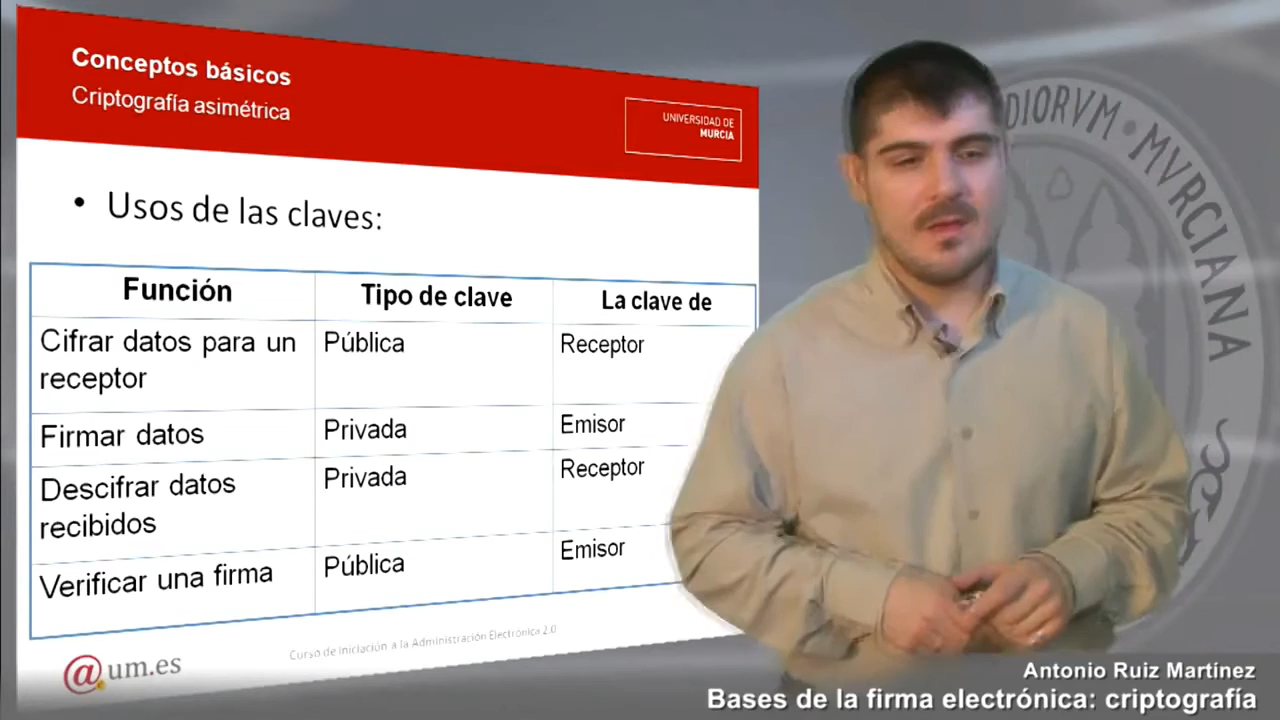 Conceptos básicos
Criptografía asimétrica
UNIVERSIDAD DE
MURCIA
• Usos de las claves:
Función Tipo de clave La clave de
Cifrar datos para un Pública Receptor
receptor
Firmar datos Privada Emisor
Descifrar datos Privada Receptor
recibidos
Verificar una firma Pública Emisor
Curso de Iniciación a la Administración Electrónica 2.0
@um.es
DIORVM • MVRCIANA
Antonio Ruiz Martínez
Bases de la firma electrónica: criptografía